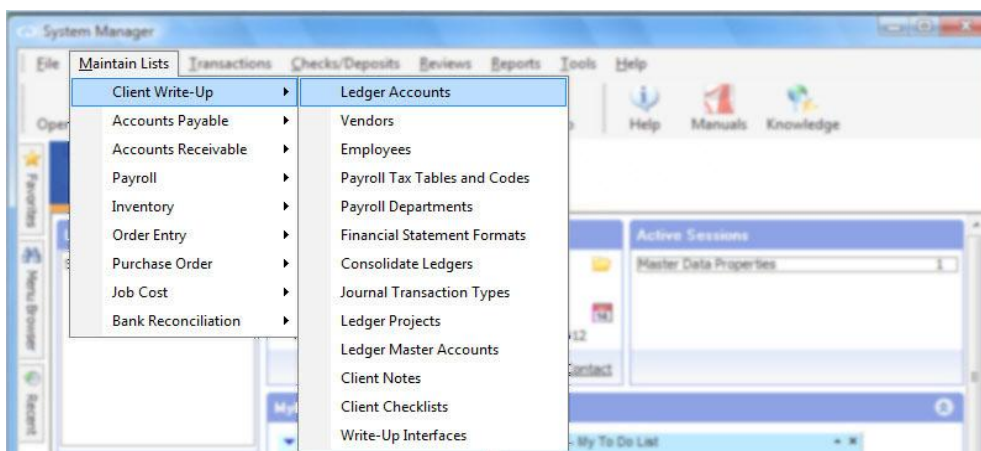 System Manager
File Maintain Lists Transactions Checks/Deposits Reviews Reports Tools Help
Client Write-Up Ledger Accounts
Accounts Payable Vendors
Help Manuals Knowledge
Accounts Receivable Employees
Payroll Payroll Tax Tables and Codes
Inventory Payroll Departments
Order Entry Financial Statement Formats
Purchase Order Consolidate Ledgers
Job Cost Journal Transaction Types
Bank Reconciliation Ledger Projects
Ledger Master Accounts
Client Notes
Client Checklists
Write-Up Interfaces
Favorites
Menu Browser
Recent
Active Sessions
Master Data Properties 1
14
Contact
- My To Do List